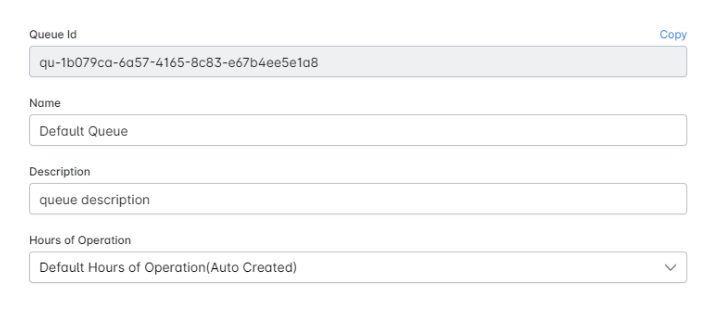 Queue Id
Copy
qu-1b079ca-6a57-4165-8c83-e67b4ee5e1a8
Name
Default Queue
Description
queue description
Hours of Operation
Default Hours of Operation(Auto Created)